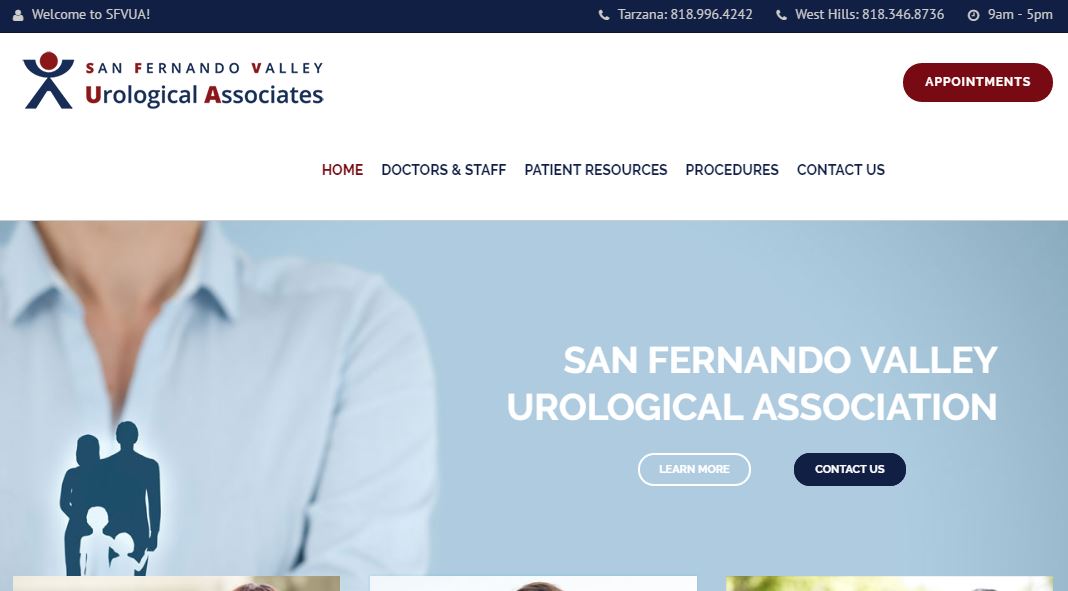 Welcome to SFVUA!
Tarzana: 818.996.4242
West Hills: 818.346.8736
9am - 5pm
SAN FERNANDO VALLEY
Urological Associates
APPOINTMENTS
HOME
DOCTORS & STAFF
PATIENT RESOURCES
PROCEDURES
CONTACT US
SAN FERNANDO VALLEY
UROLOGICAL ASSOCIATION
LEARN MORE
CONTACT US